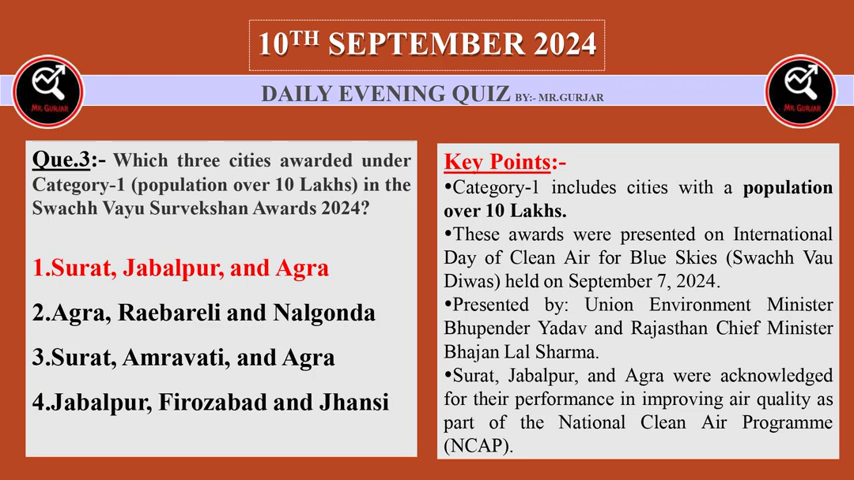 10TH SEPTEMBER 2024
DAILY EVENING QUIZ BY:- MR.GURJAR
MR.GURJAR
MR.GURJAR
Que.3:- Which three cities awarded under
Category-1 (population over 10 Lakhs) in the
Swachh Vayu Survekshan Awards 2024?
1.Surat, Jabalpur, and Agra
2.Agra, Raebareli and Nalgonda
3.Surat, Amravati, and Agra
4.Jabalpur, Firozabad and Jhansi
Key Points:-
•Category-1 includes cities with a population
over 10 Lakhs.
•These awards were presented on International
Day of Clean Air for Blue Skies (Swachh Vau
Diwas) held on September 7, 2024.
•Presented by: Union Environment Minister
Bhupender Yadav and Rajasthan Chief Minister
Bhajan Lal Sharma.
•Surat, Jabalpur, and Agra were acknowledged
for their performance in improving air quality as
part of the National Clean Air Programme
(NCAP).